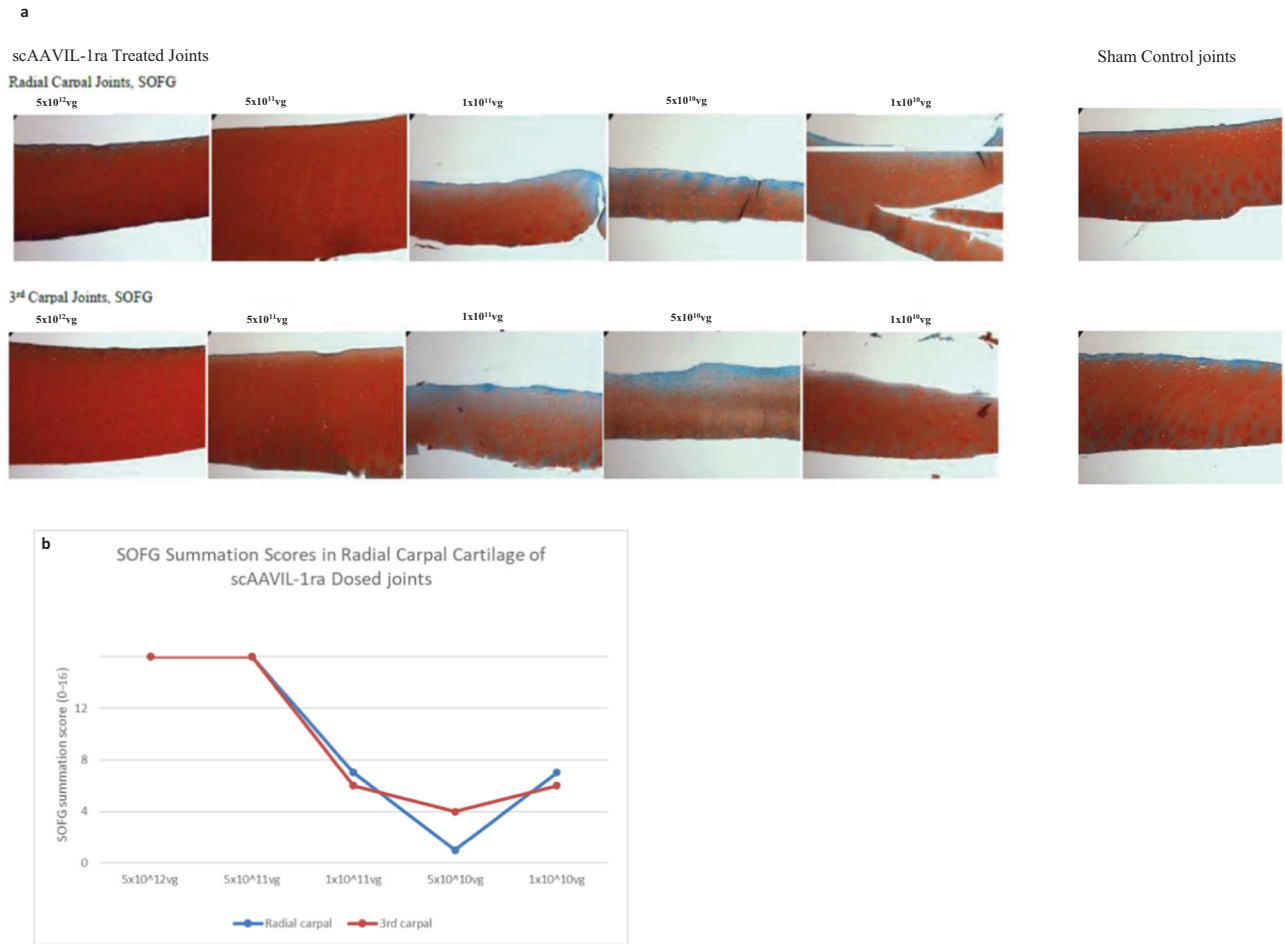 a
scAAVIL-1ra Treated Joints
Sham Control joints
Radial Carpal Joints, SOFG
5x10¹²vg 5x10¹¹vg 1x10¹¹vg 5x10¹⁰vg 1x10¹⁰vg
3ʳᵈ Carpal Joints, SOFG
5x10¹²vg 5x10¹¹vg 1x10¹¹vg 5x10¹⁰vg 1x10¹⁰vg
b
SOFG Summation Scores in Radial Carpal Cartilage of
scAAVIL-1ra Dosed joints
SOFG summation score (0-16)
12
8
4
0
5x10^12vg 5x10^11vg 1x10^11vg 5x10^10vg 1x10^10vg
Radial carpal 3rd carpal